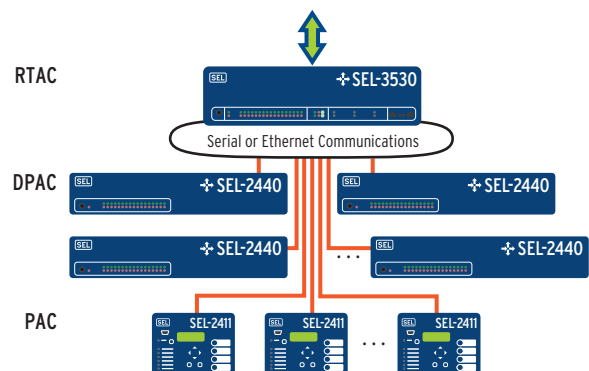 RTAC
SEL
SEL-3530
Serial or Ethernet Communications
DPAC
SEL
SEL-2440
SEL
SEL-2440
SEL
SEL-2440
...
SEL
SEL-2440
PAC
SEL
SEL-2411
SEL
SEL-2411
...
SEL
SEL-2411